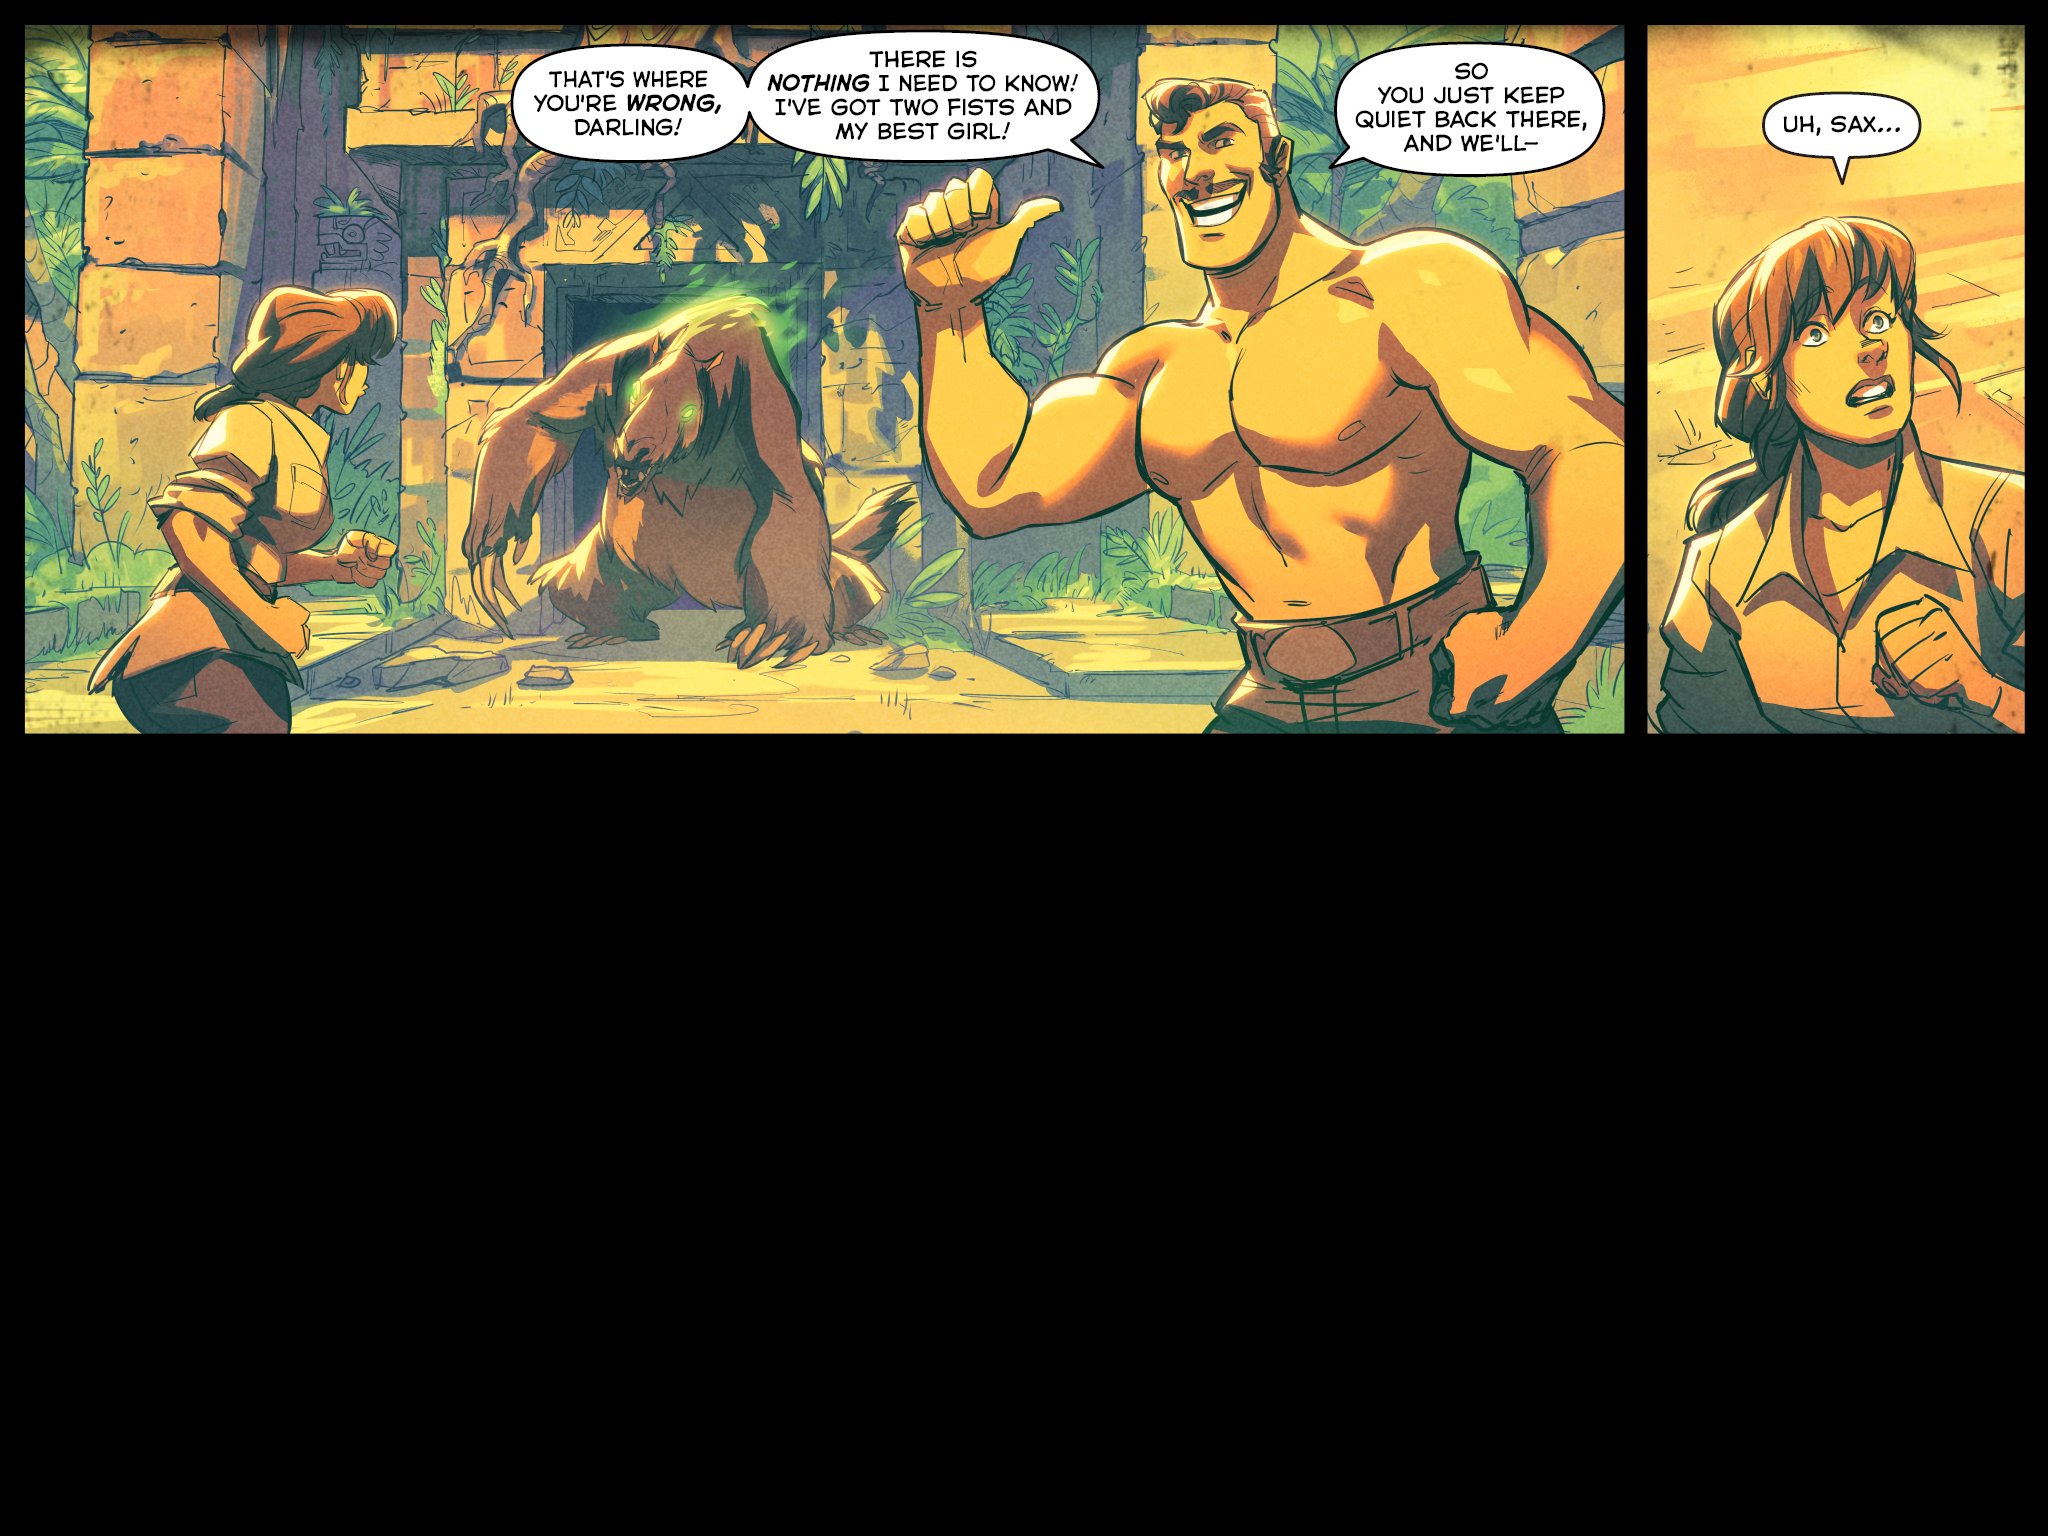 THAT'S WHERE
YOU'RE WRONG,
DARLING!
THERE IS
NOTHING I NEED TO KNOW!
I'VE GOT TWO FISTS AND
MY BEST GIRL!
SO
YOU JUST KEEP
QUIET BACK THERE,
AND WE'LL–
UH, SAX...